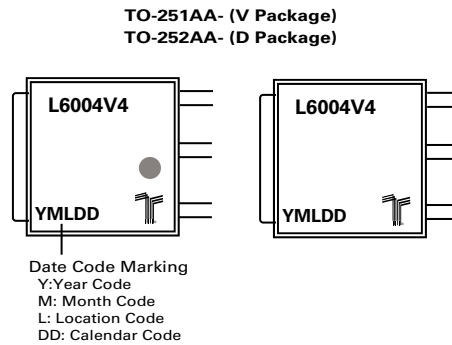 TO-251AA- (V Package)
TO-252AA- (D Package)
L6004V4
YMLDD
L6004V4
YMLDD
Date Code Marking
Y:Year Code
M: Month Code
L: Location Code
DD: Calendar Code